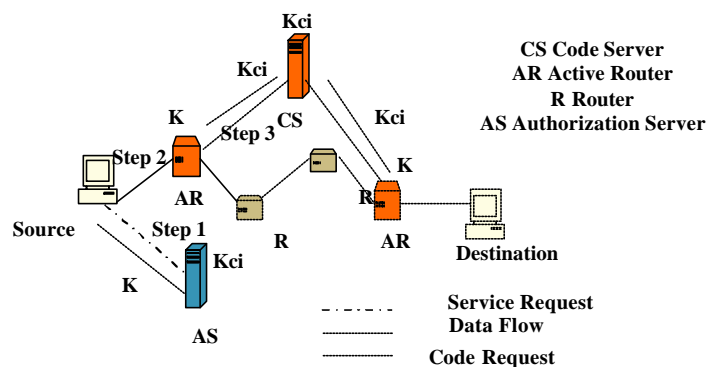 Kci
CS Code Server
AR Active Router
R Router
AS Authorization Server
Kci
Kci
K
CS
Step 3
K
Step 2
AR
R
Source
Step 1
R
AR
Destination
Kci
K
AS
Service Request
Data Flow
Code Request